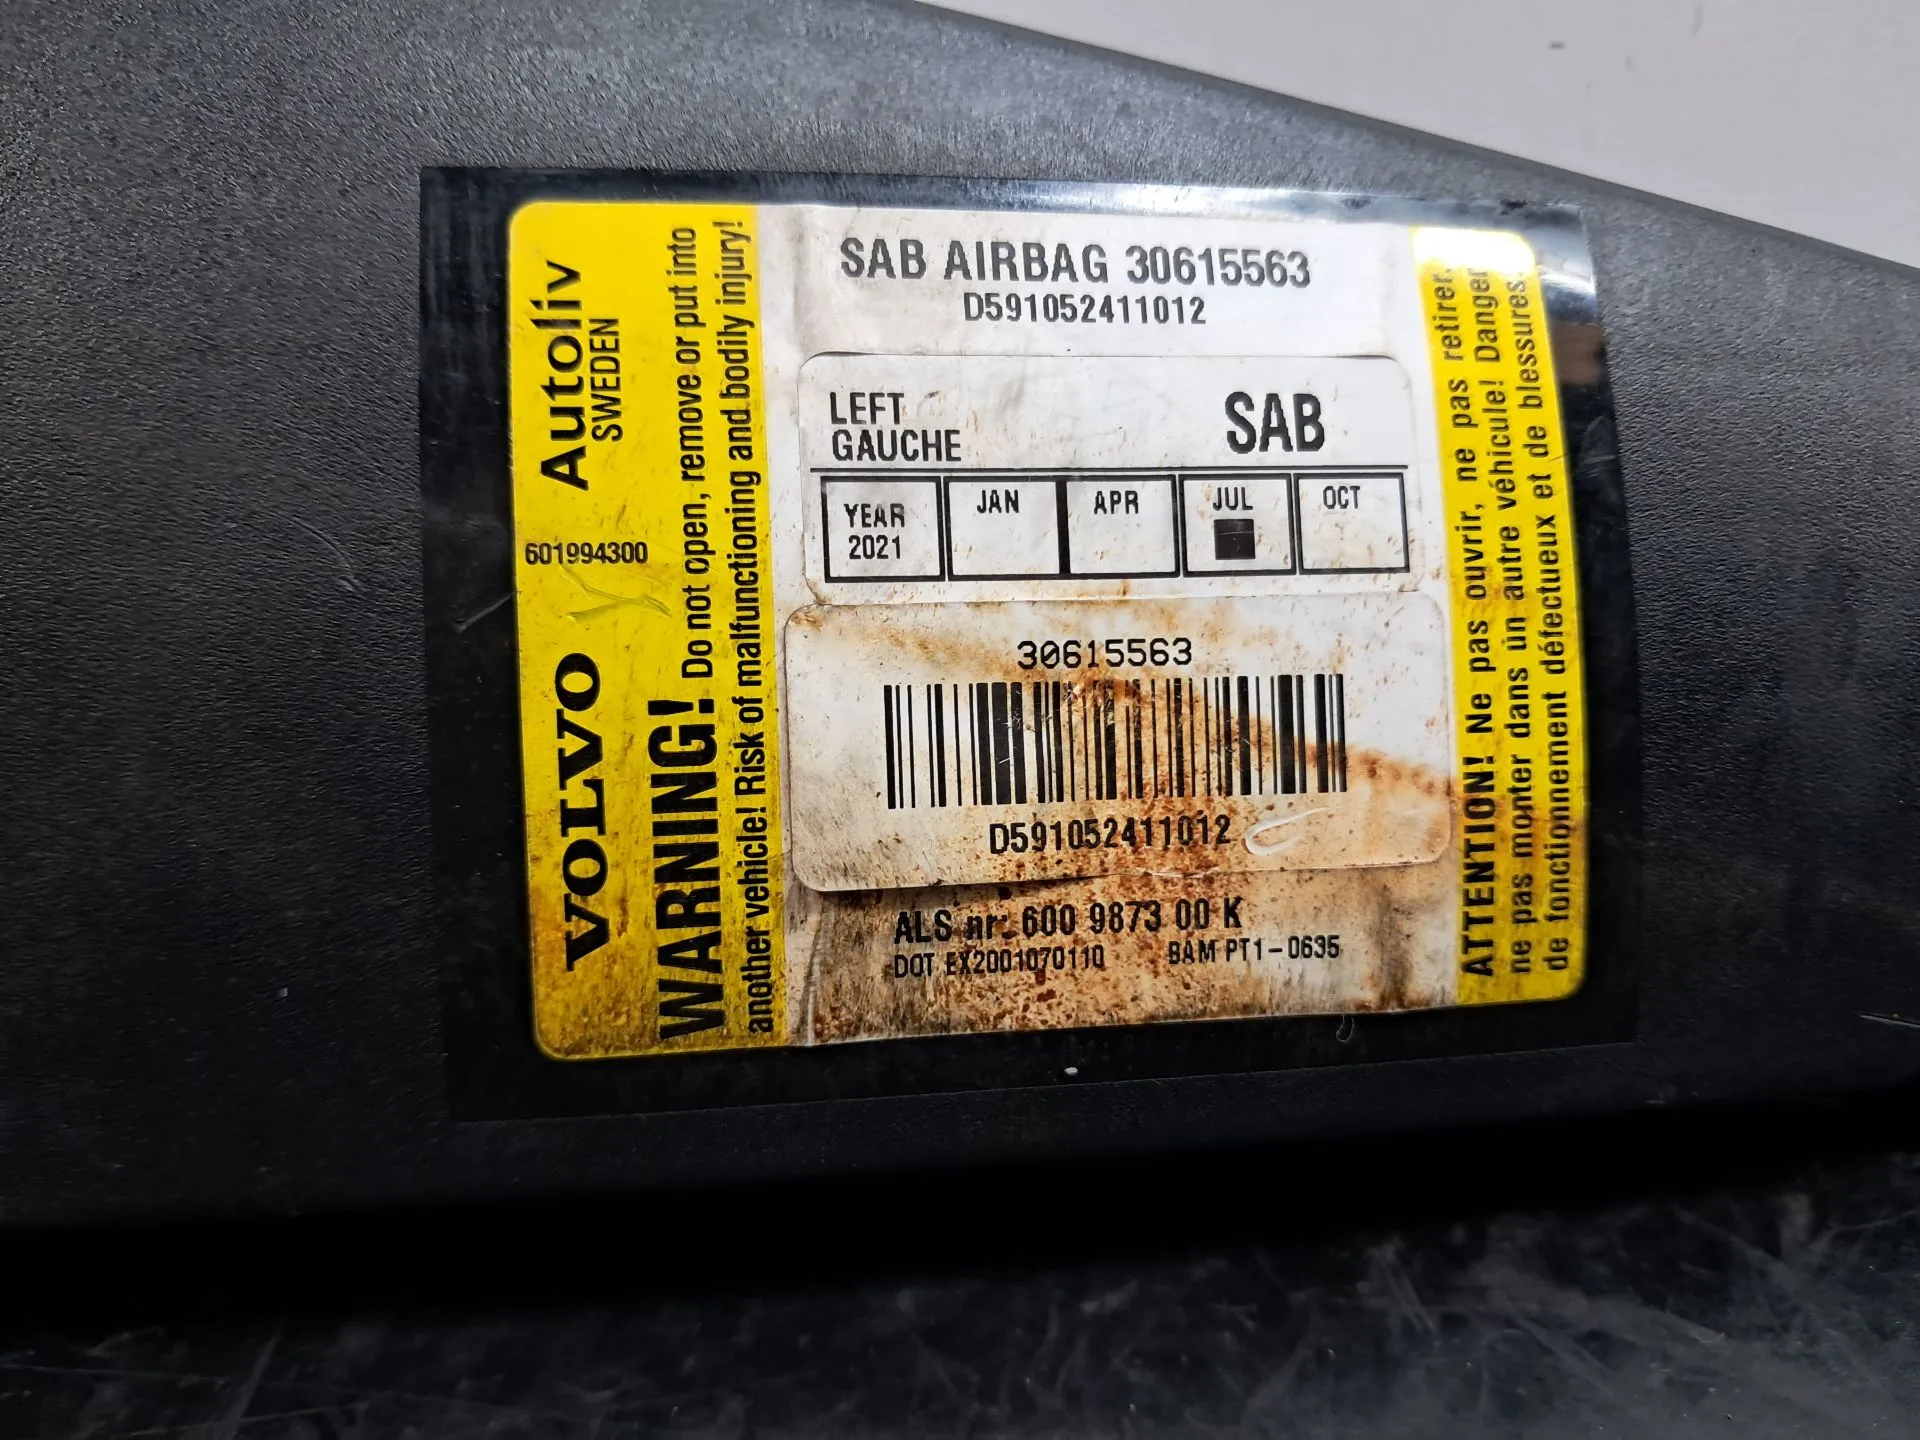 VOLVO
601994300
Autoliv
SWEDEN
WARNING! Do not open, remove or put into
another vehicle! Risk of malfunctioning and bodily injury!
SAB AIRBAG 30615563
D591052411012
LEFT
GAUCHE
SAB
YEAR
2021
JAN
APR
JUL
OCT
30615563
D591052411012
ALS nr: 600 9873 00 K
DOT EX2001070110 BAM PT1-0635
ATTENTION! Ne pas ouvrir, ne pas retirer,
ne pas monter dans un autre véhicule! Danger
de fonctionnement défectueux et de blessures.